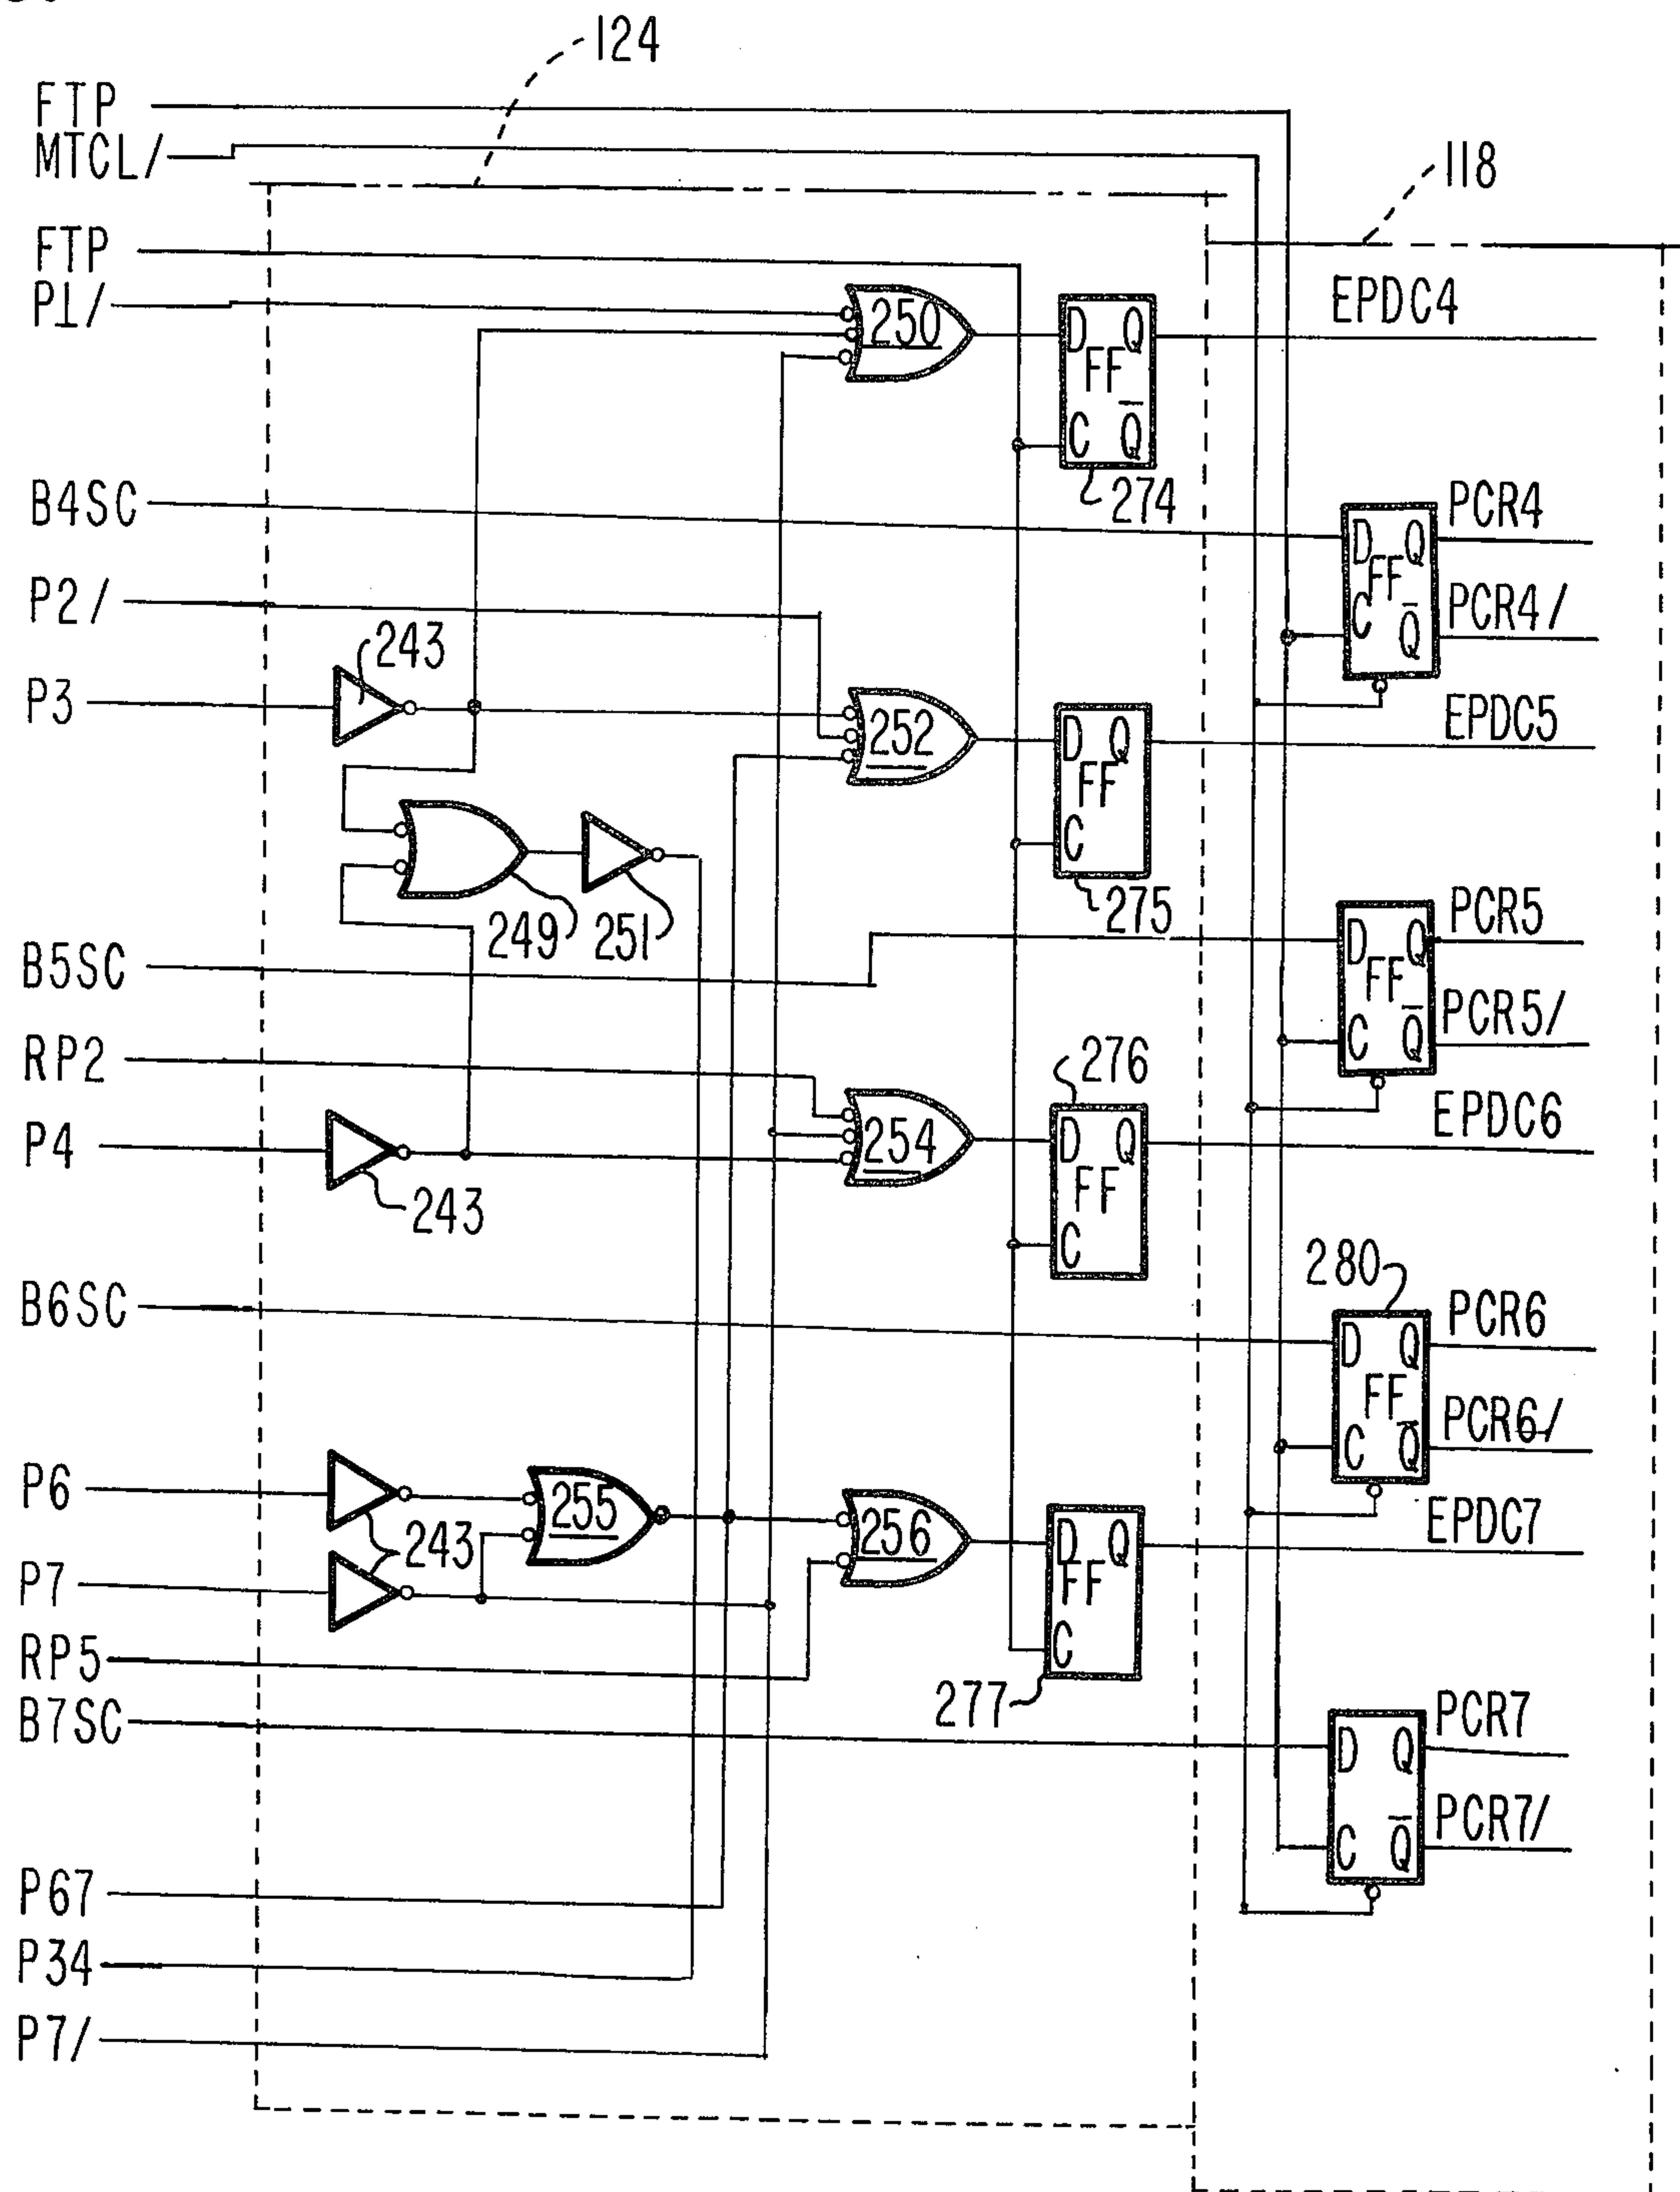 124
FTP
MTCL/
118
FTP
P1/
250
D Q
FF
C Q̅
EPDC4
274
B4SC
PCR4
D Q
FF
C Q̅
PCR4/
P2/
243
P3
252
D Q
FF
C
EPDC5
275
249
251
B5SC
PCR5
D Q
FF
C Q̅
PCR5/
RP2
276
P4
254
D Q
FF
C
EPDC6
243
280
B6SC
PCR6
D Q
FF
C Q̅
PCR6/
P6
255
256
D Q
FF
C
EPDC7
243
P7
RP5
277
B7SC
PCR7
D Q
C Q̅
PCR7/
P67
P34
P7/